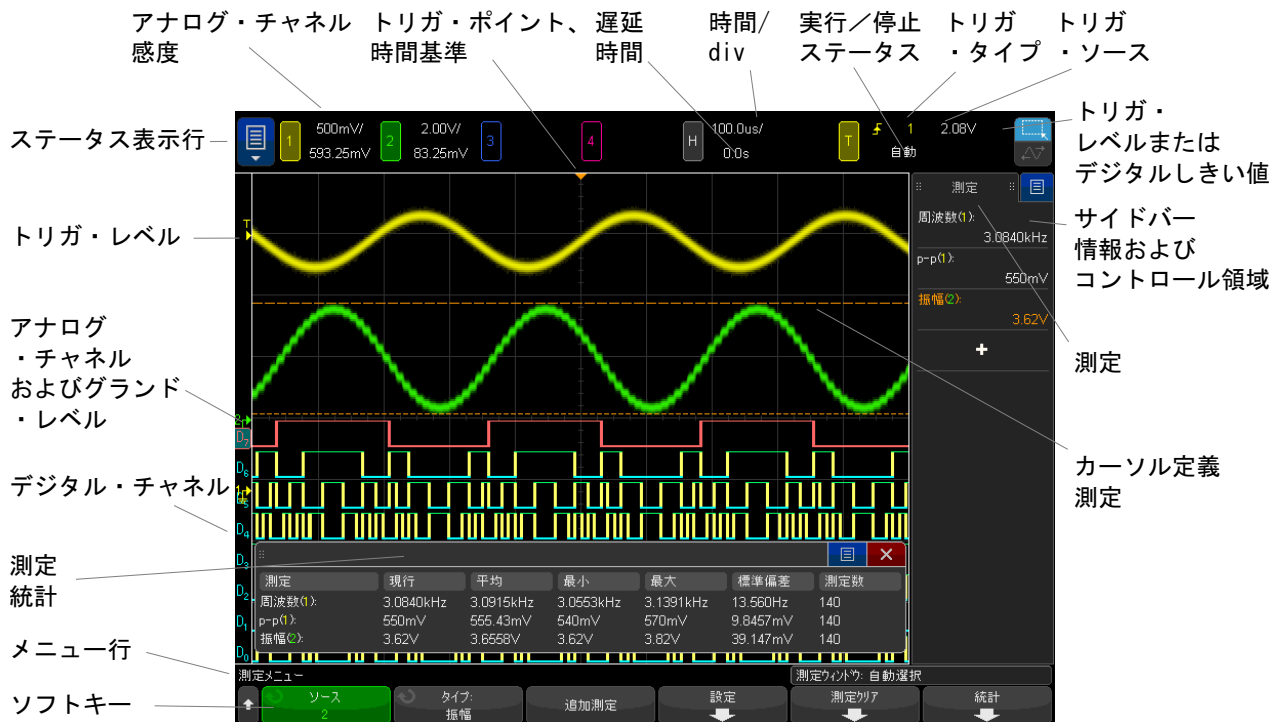 アナログ・チャネル
感度
トリガ・ポイント、
時間基準
遅延
時間
時間/
div
実行／停止
ステータス
トリガ
・タイプ
トリガ
・ソース
トリガ・
レベルまたは
デジタルしきい値
ステータス表示行
1 500mV/
593.25mV
2 2.00V/
83.25mV
3
4
H 100.0us/
0.0s
T 1 2.08V
自動
トリガ・レベル
T
測定
周波数(1):
3.0840kHz
p-p(1):
550mV
振幅(2):
3.62V
サイドバー
情報および
コントロール領域
測定
カーソル定義
測定
アナログ
・チャネル
およびグランド
・レベル
デジタル・チャネル
2
D7
D6
1
D4
D3
D2
D1
D0
測定
統計
測定 現行 平均 最小 最大 標準偏差 測定数
周波数(1): 3.0840kHz 3.0915kHz 3.0553kHz 3.1391kHz 13.560Hz 140
p-p(1): 550mV 555.43mV 540mV 570mV 9.8457mV 140
振幅(2): 3.62V 3.6558V 3.62V 3.82V 39.147mV 140
メニュー行
測定メニュー
測定ウィンドウ: 自動選択
ソフトキー
ソース
2
タイプ:
振幅
追加測定
設定
測定クリア
統計